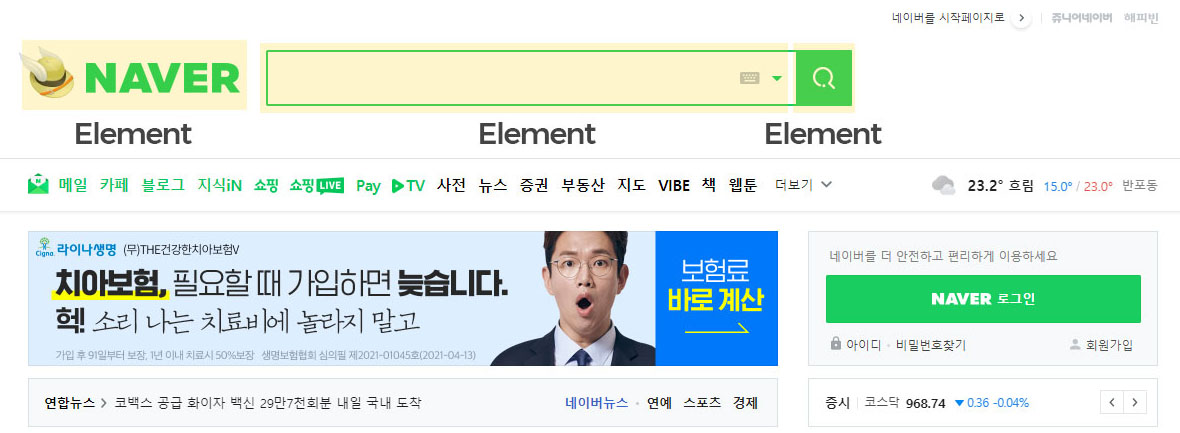 네이버를 시작페이지로 쥬니어네이버 해피빈
NAVER
Element Element Element
메일 카페 블로그 지식iN 쇼핑 쇼핑LIVE Pay TV 사전 뉴스 증권 부동산 지도 VIBE 책 웹툰 더보기 23.2° 흐림 15.0° / 23.0° 반포동
Cigna 라이나생명 (무)THE건강한치아보험V
치아보험, 필요할 때 가입하면 늦습니다.
헉! 소리 나는 치료비에 놀라지 말고
가입 후 91일부터 보장, 1년 이내 치료시 50%보장 생명보험협회 심의필 제2021-01045호(2021-04-13)
보험료
바로 계산
네이버를 더 안전하고 편리하게 이용하세요
NAVER 로그인
아이디 · 비밀번호찾기 회원가입
연합뉴스 > 코백스 공급 화이자 백신 29만7천회분 내일 국내 도착 네이버뉴스 · 연예 스포츠 경제
증시 코스닥 968.74 ▼ 0.36 -0.04% < >